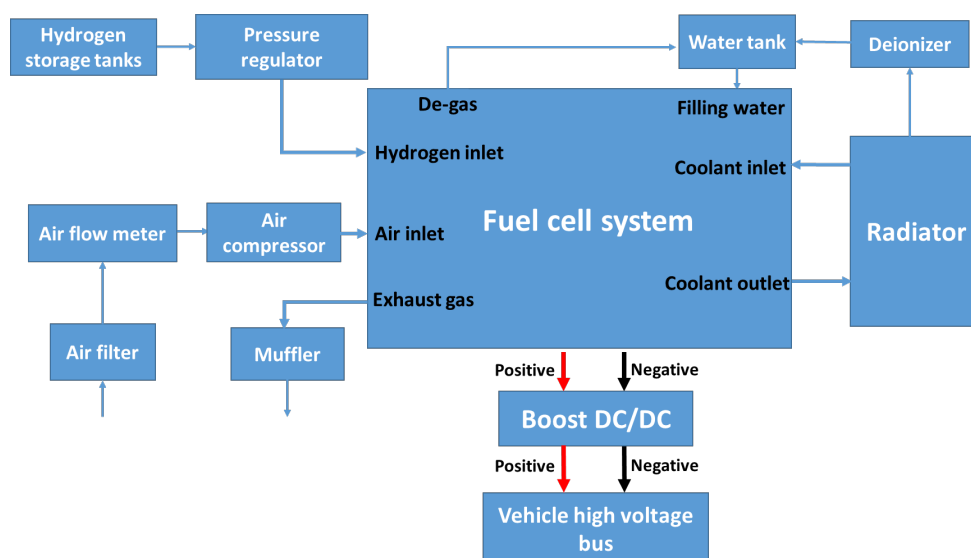 Hydrogen
storage tanks
Pressure
regulator
Water tank
Deionizer
De-gas
Filling water
Hydrogen inlet
Coolant inlet
Air flow meter
Air
compressor
Air inlet
Fuel cell system
Radiator
Exhaust gas
Coolant outlet
Air filter
Muffler
Positive
Negative
Boost DC/DC
Positive
Negative
Vehicle high voltage
bus